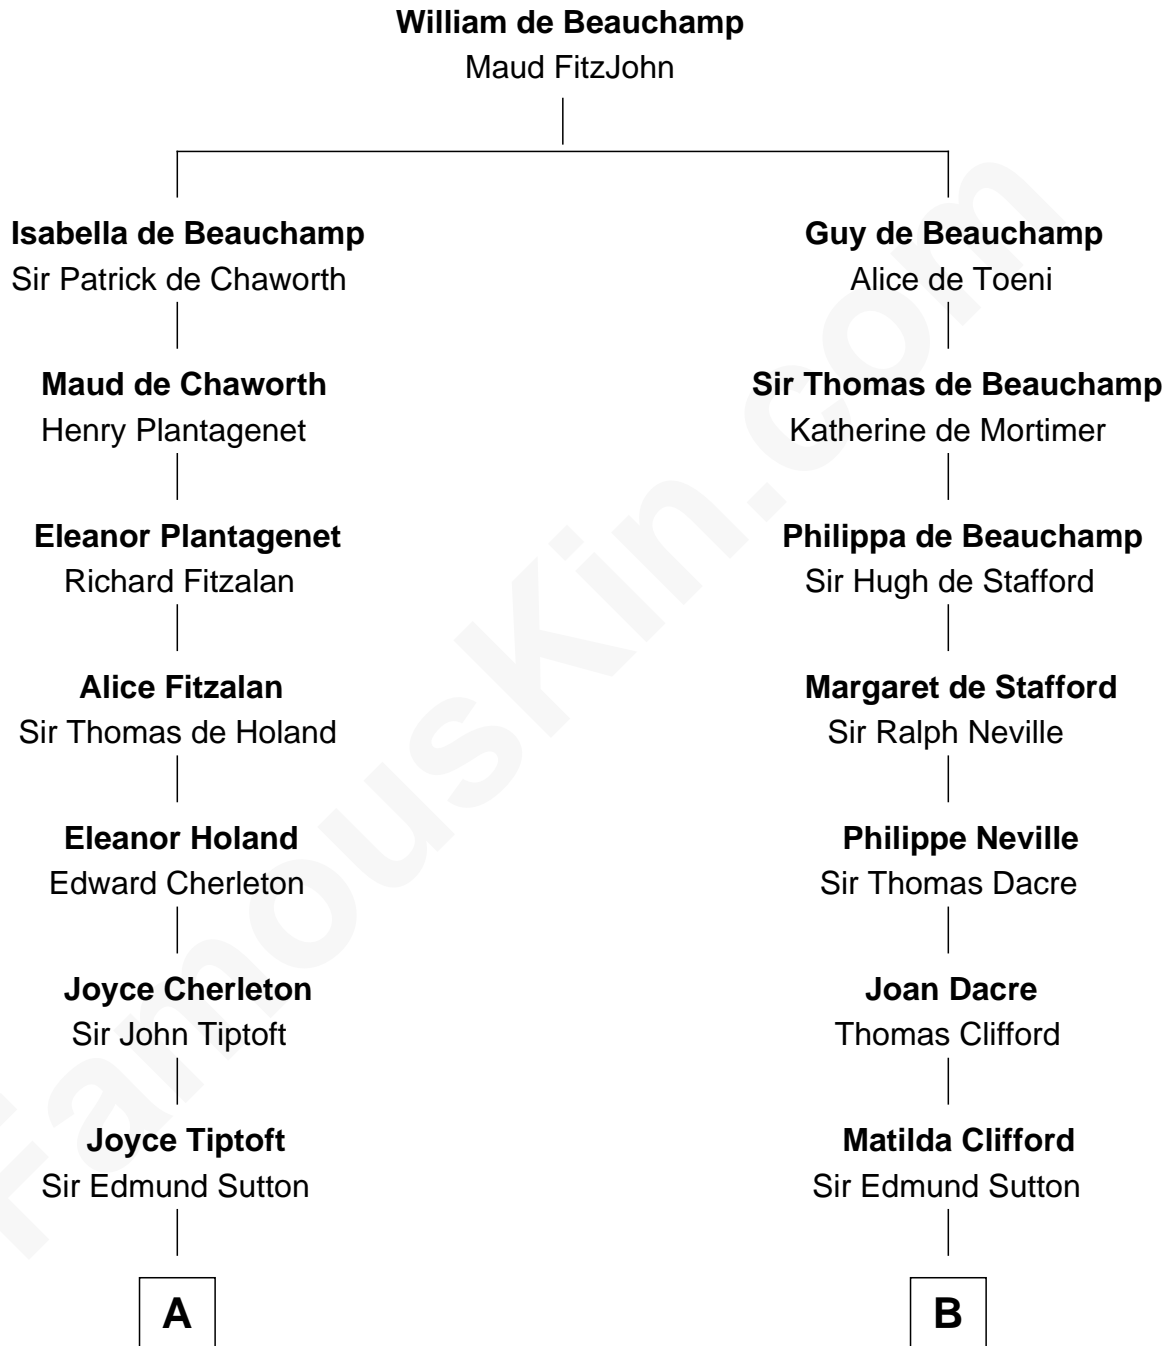 William de Beauchamp
Maud FitzJohn
Isabella de Beauchamp
Sir Patrick de Chaworth
Guy de Beauchamp
Alice de Toeni
Maud de Chaworth
Henry Plantagenet
Sir Thomas de Beauchamp
Katherine de Mortimer
Eleanor Plantagenet
Richard Fitzalan
Philippa de Beauchamp
Sir Hugh de Stafford
Alice Fitzalan
Sir Thomas de Holand
Margaret de Stafford
Sir Ralph Neville
Eleanor Holand
Edward Cherleton
Philippe Neville
Sir Thomas Dacre
Joyce Cherleton
Sir John Tiptoft
Joan Dacre
Thomas Clifford
Joyce Tiptoft
Sir Edmund Sutton
Matilda Clifford
Sir Edmund Sutton
A
B
FamousKin.com